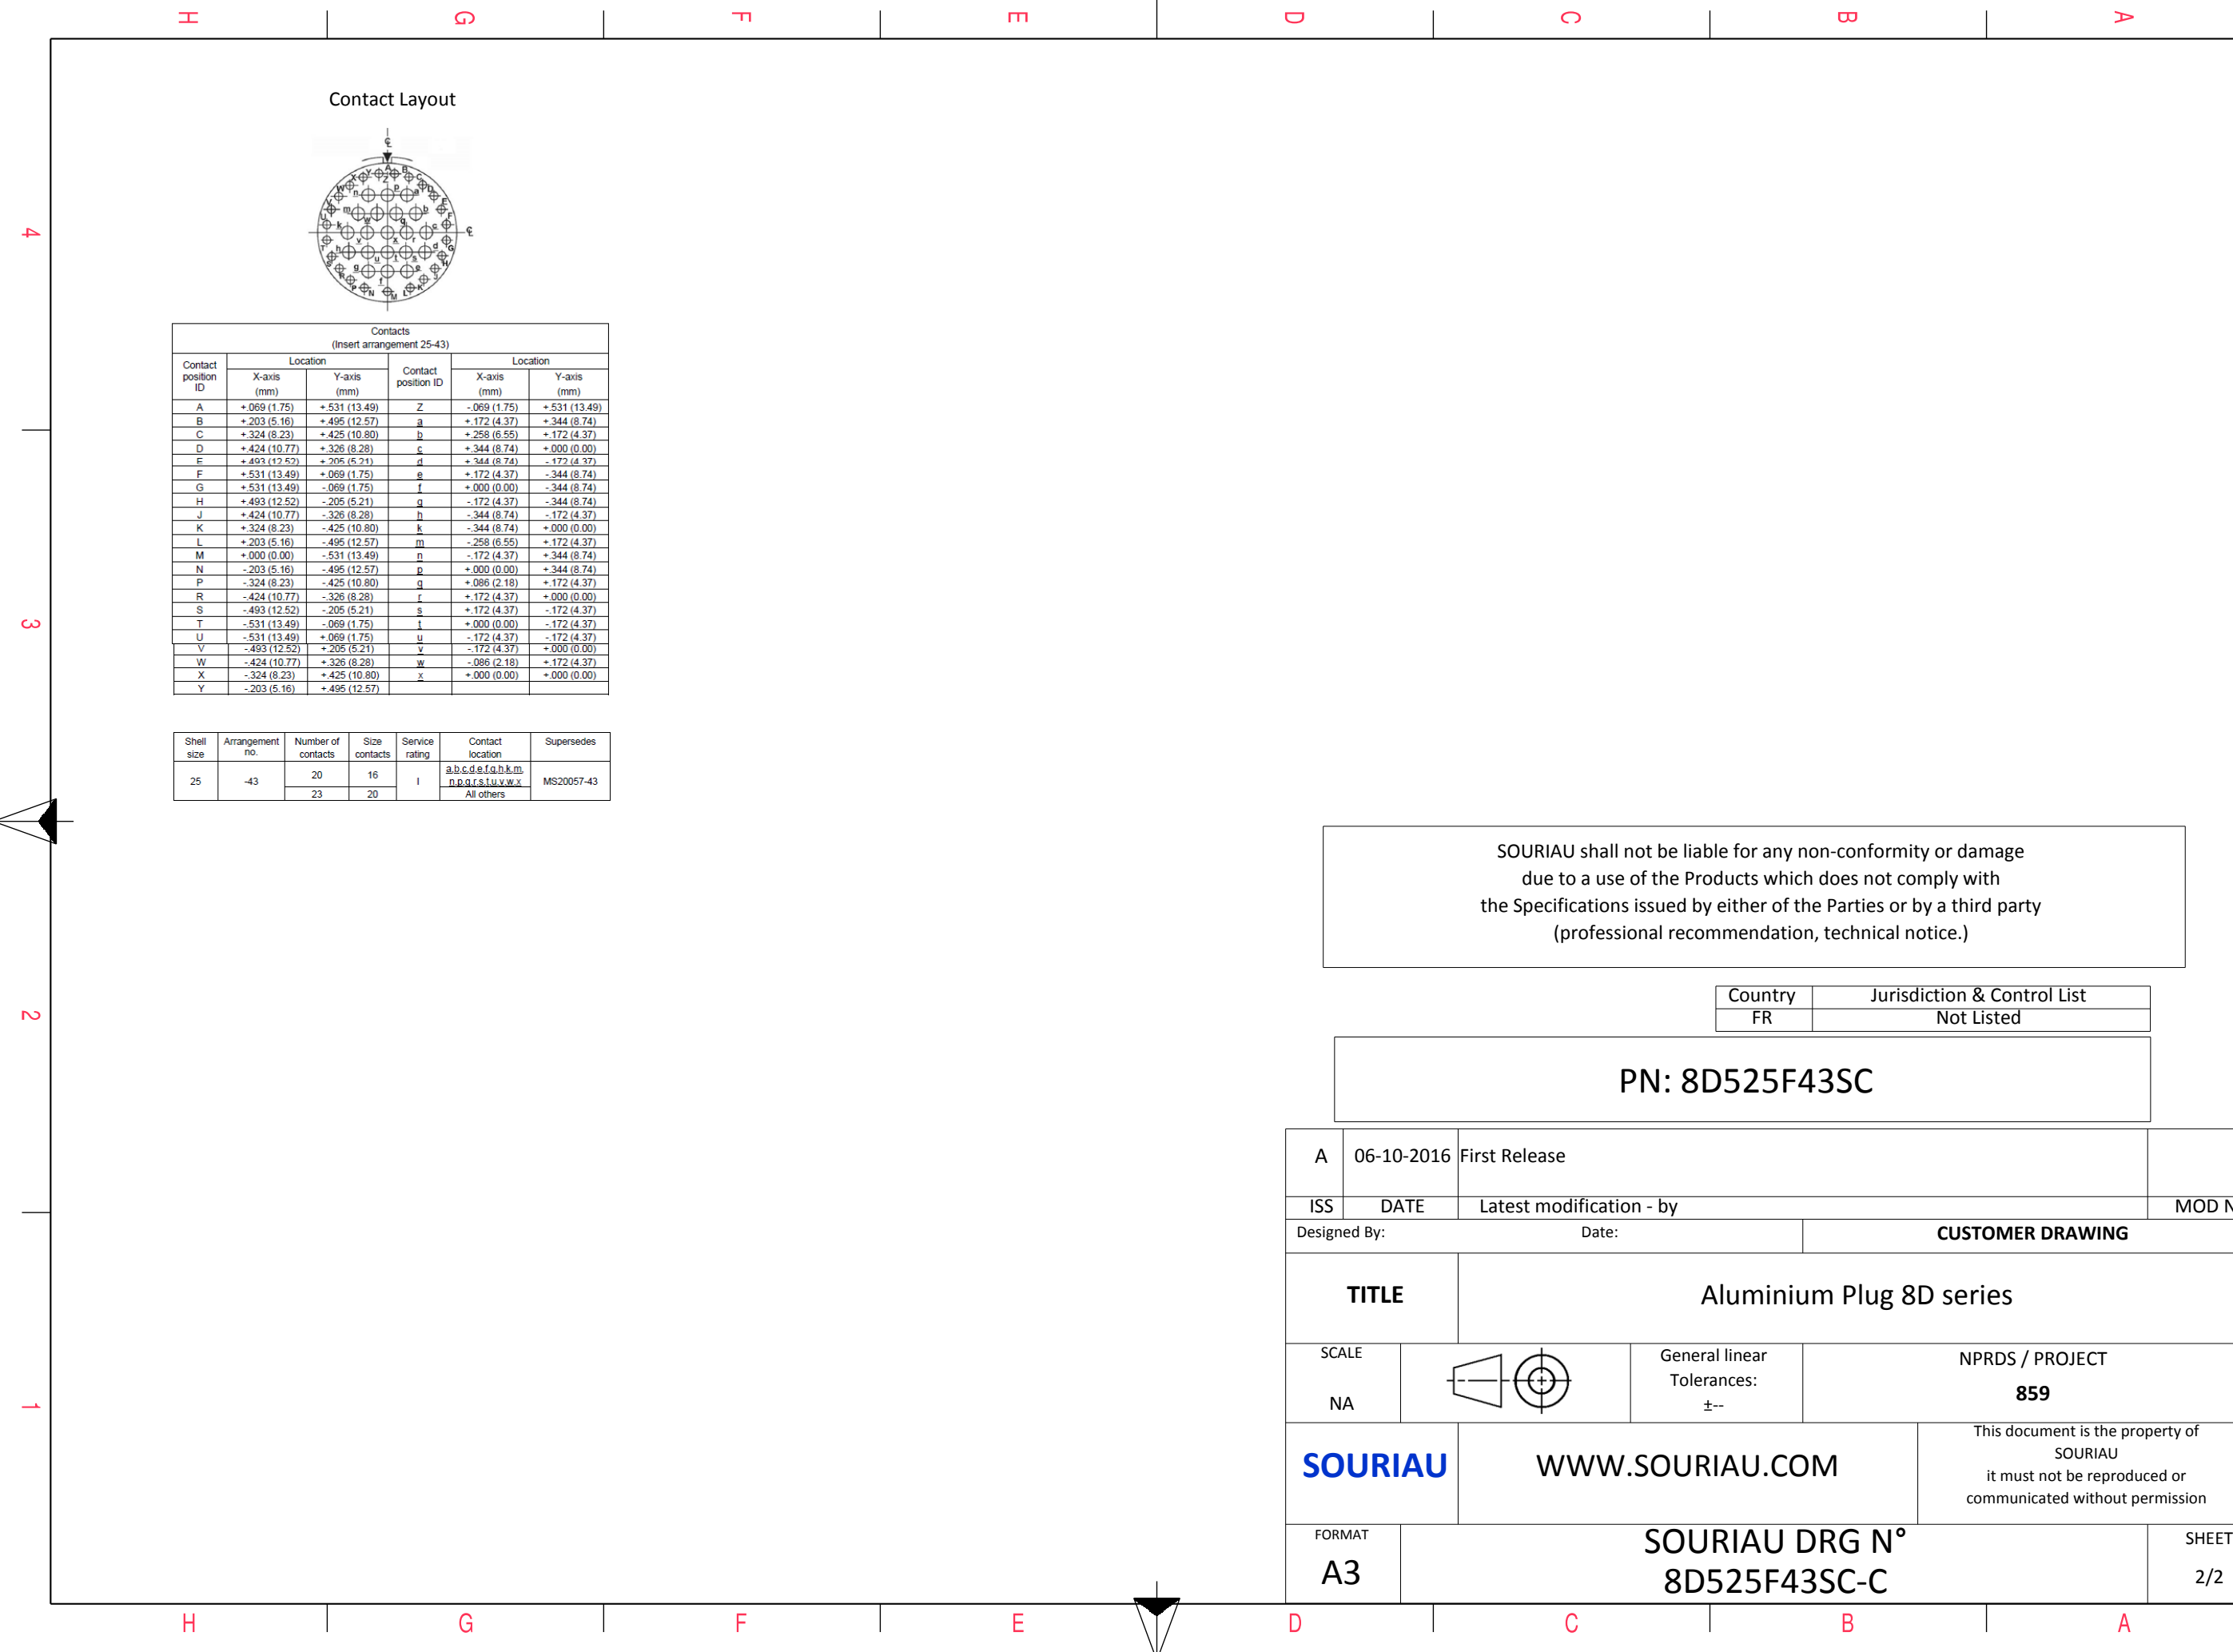 H G F E D C B A
Contact Layout
Contacts
(Insert arrangement 25-43)
Contact position ID | Location | Contact position ID | Location
X-axis (mm) | Y-axis (mm) | X-axis (mm) | Y-axis (mm)
A | +.069 (1.75) | +.531 (13.49) | Z | -.069 (1.75) | +.531 (13.49)
B | +.203 (5.16) | +.495 (12.57) | a | +.172 (4.37) | +.344 (8.74)
C | +.324 (8.23) | +.425 (10.80) | b | +.258 (6.55) | +.172 (4.37)
D | +.424 (10.77) | +.326 (8.28) | c | +.344 (8.74) | +.000 (0.00)
E | +.493 (12.52) | +.205 (5.21) | d | +.344 (8.74) | -.172 (4.37)
F | +.531 (13.49) | +.069 (1.75) | e | +.172 (4.37) | -.344 (8.74)
G | +.531 (13.49) | -.069 (1.75) | f | +.000 (0.00) | -.344 (8.74)
H | +.493 (12.52) | -.205 (5.21) | g | -.172 (4.37) | -.344 (8.74)
J | +.424 (10.77) | -.326 (8.28) | h | -.344 (8.74) | -.172 (4.37)
K | +.324 (8.23) | -.425 (10.80) | k | -.344 (8.74) | +.000 (0.00)
L | +.203 (5.16) | -.495 (12.57) | m | -.258 (6.55) | +.172 (4.37)
M | +.000 (0.00) | -.531 (13.49) | n | -.172 (4.37) | +.344 (8.74)
N | -.203 (5.16) | -.495 (12.57) | p | +.000 (0.00) | +.344 (8.74)
P | -.324 (8.23) | -.425 (10.80) | q | +.086 (2.18) | +.172 (4.37)
R | -.424 (10.77) | -.326 (8.28) | r | +.172 (4.37) | +.000 (0.00)
S | -.493 (12.52) | -.205 (5.21) | s | +.172 (4.37) | -.172 (4.37)
T | -.531 (13.49) | -.069 (1.75) | t | +.000 (0.00) | -.172 (4.37)
U | -.531 (13.49) | +.069 (1.75) | u | -.172 (4.37) | -.172 (4.37)
V | -.493 (12.52) | +.205 (5.21) | v | -.172 (4.37) | +.000 (0.00)
W | -.424 (10.77) | +.326 (8.28) | w | -.086 (2.18) | +.172 (4.37)
X | -.324 (8.23) | +.425 (10.80) | x | +.000 (0.00) | +.000 (0.00)
Y | -.203 (5.16) | +.495 (12.57)
Shell size | Arrangement no. | Number of contacts | Size contacts | Service rating | Contact location | Supersedes
25 | -43 | 20 | 16 | I | a,b,c,d,e,f,g,h,k,m, n,p,q,r,s,t,u,v,w,x | MS20057-43
23 | 20 | All others
4
3
2
1
SOURIAU shall not be liable for any non-conformity or damage
due to a use of the Products which does not comply with
the Specifications issued by either of the Parties or by a third party
(professional recommendation, technical notice.)
Country | Jurisdiction & Control List
FR | Not Listed
PN: 8D525F43SC
A | 06-10-2016 | First Release
ISS | DATE | Latest modification - by | MOD N
Designed By: Date: CUSTOMER DRAWING
TITLE | Aluminium Plug 8D series
SCALE
NA
General linear
Tolerances:
±--
NPRDS / PROJECT
859
SOURIAU
WWW.SOURIAU.COM
This document is the property of
SOURIAU
it must not be reproduced or
communicated without permission
FORMAT
A3
SOURIAU DRG N°
8D525F43SC-C
SHEET
2/2
H G F E D C B A